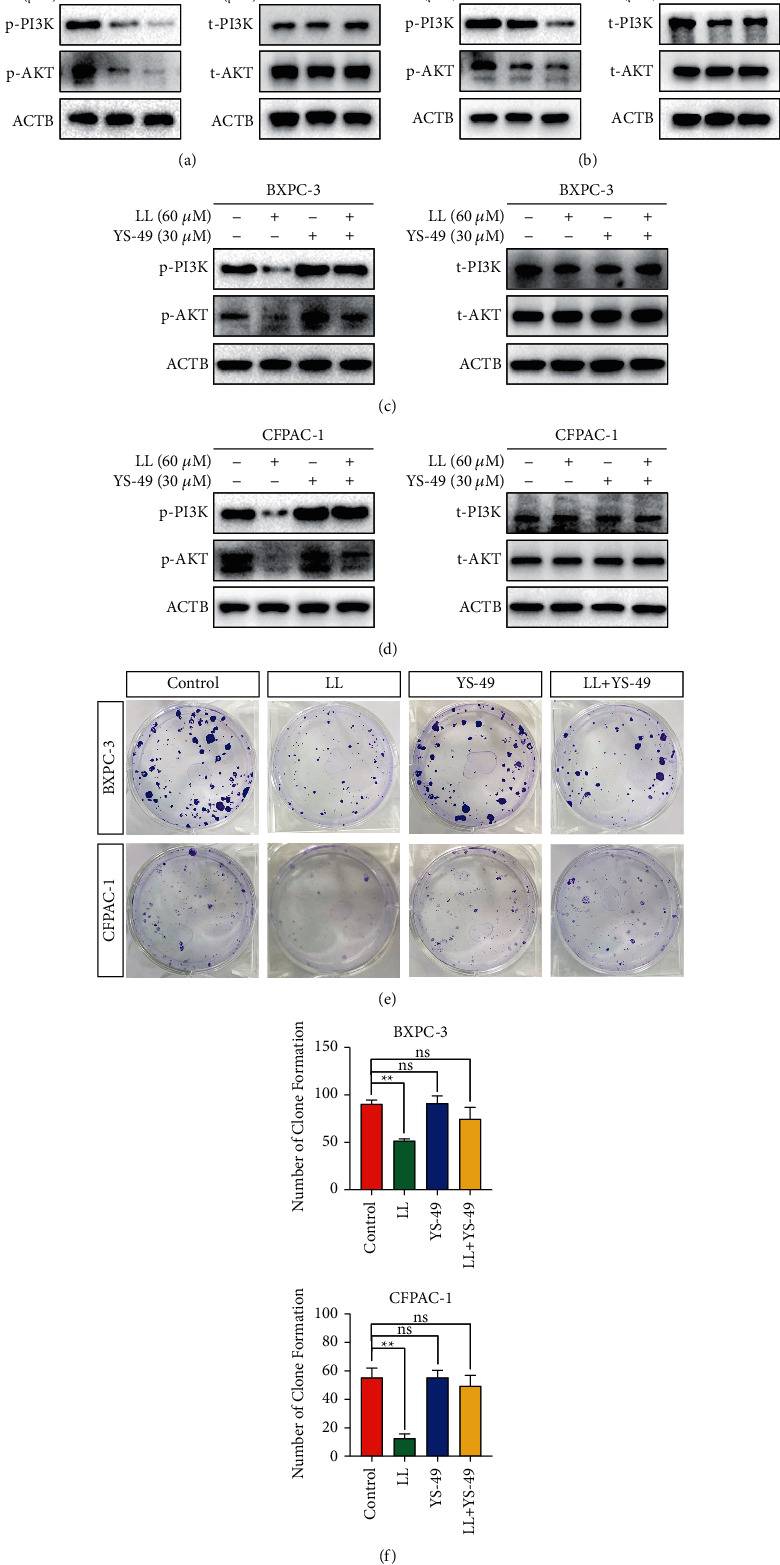 p-PI3K t-PI3K p-PI3K t-PI3K
p-AKT t-AKT p-AKT t-AKT
ACTB ACTB ACTB ACTB
(a) (b)
BXPC-3 BXPC-3
LL (60 μM) – + – + LL (60 μM) – + – +
YS-49 (30 μM) – – + + YS-49 (30 μM) – – + +
p-PI3K t-PI3K
p-AKT t-AKT
ACTB ACTB
(c)
CFPAC-1 CFPAC-1
LL (60 μM) – + – + LL (60 μM) – + – +
YS-49 (30 μM) – – + + YS-49 (30 μM) – – + +
p-PI3K t-PI3K
p-AKT t-AKT
ACTB ACTB
(d)
Control LL YS-49 LL+YS-49
BXPC-3
CFPAC-1
(e)
BXPC-3
Number of Clone Formation
150
100
50
0
ns
ns
**
Control LL YS-49 LL+YS-49
CFPAC-1
Number of Clone Formation
100
80
60
40
20
0
ns
ns
**
Control LL YS-49 LL+YS-49
(f)